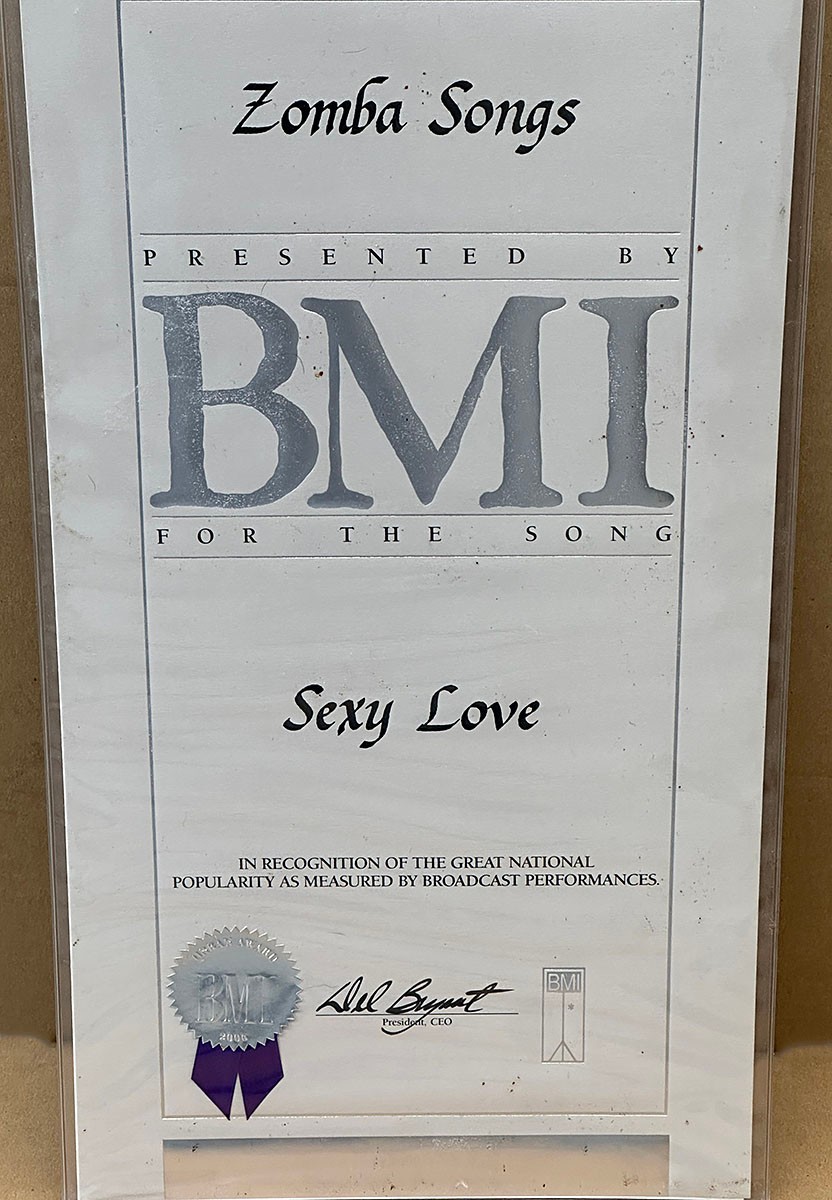 Zomba Songs
PRESENTED BY
BMI
FOR THE SONG
Sexy Love
IN RECOGNITION OF THE GREAT NATIONAL
POPULARITY AS MEASURED BY BROADCAST PERFORMANCES.
AWARD
BMI
Del Bryant
President, CEO
BMI